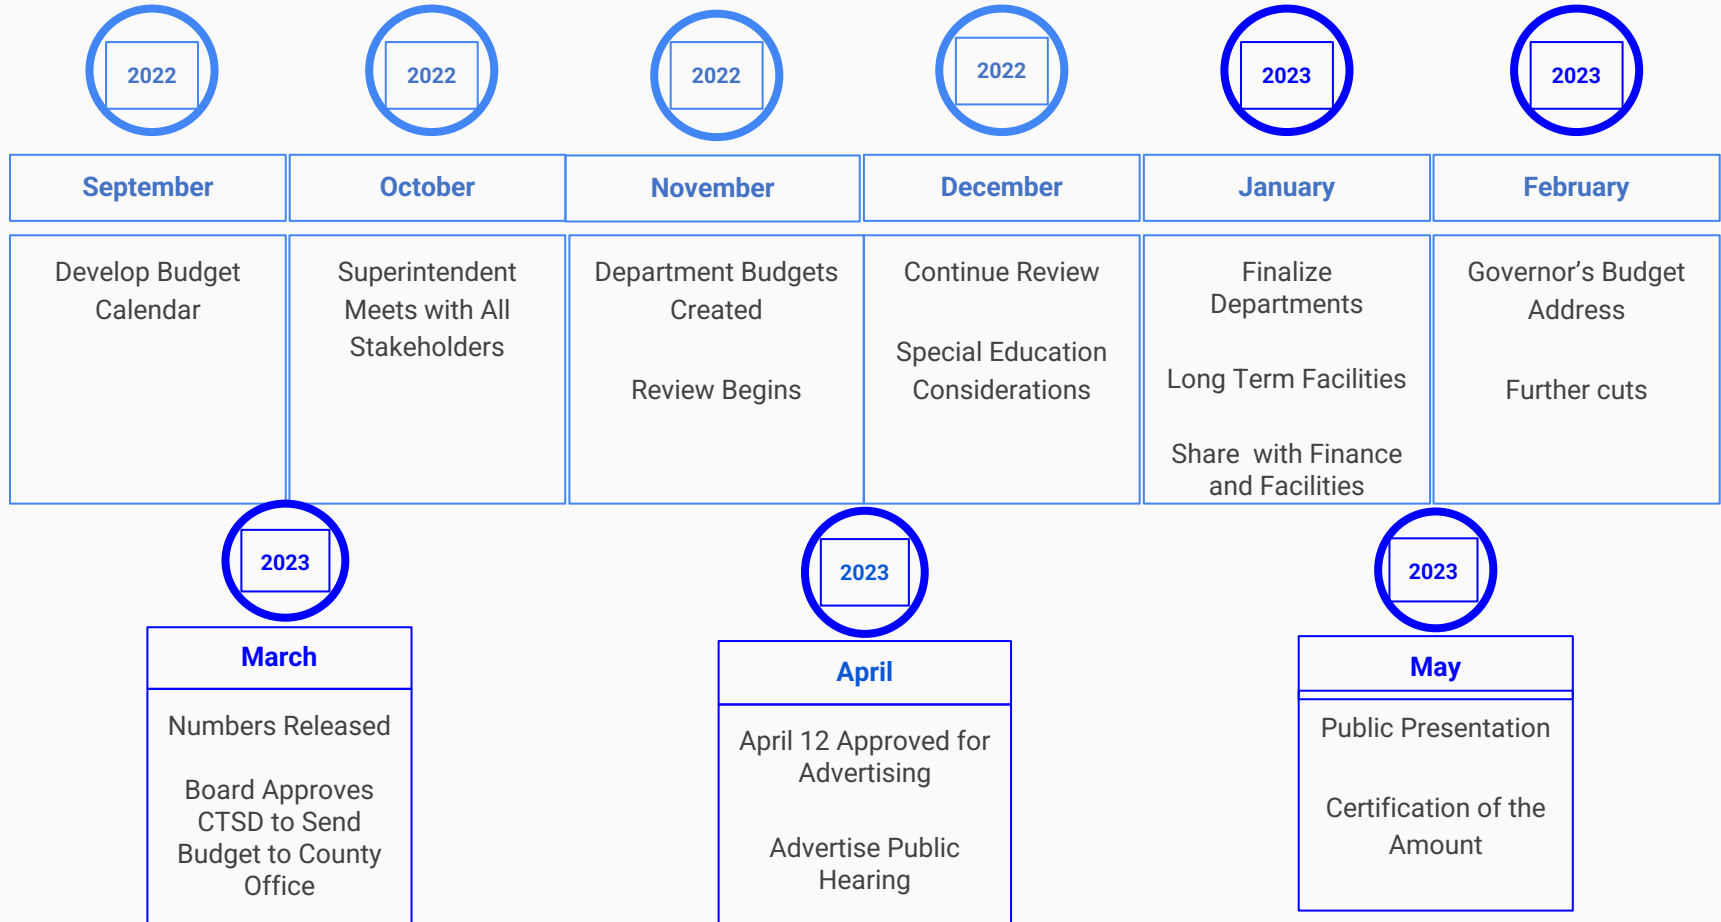 2022
2022
2022
2022
2023
2023
September
October
November
December
January
February
Develop Budget
Calendar
Superintendent
Meets with All
Stakeholders
Department Budgets
Created
Review Begins
Continue Review
Special Education
Considerations
Finalize
Departments
Long Term Facilities
Share  with Finance
and Facilities
Governor’s Budget
Address
Further cuts
2023
2023
2023
March
Numbers Released
Board Approves
CTSD to Send
Budget to County
Office
April
April 12 Approved for
Advertising
Advertise Public
Hearing
May
Public Presentation
Certification of the
Amount